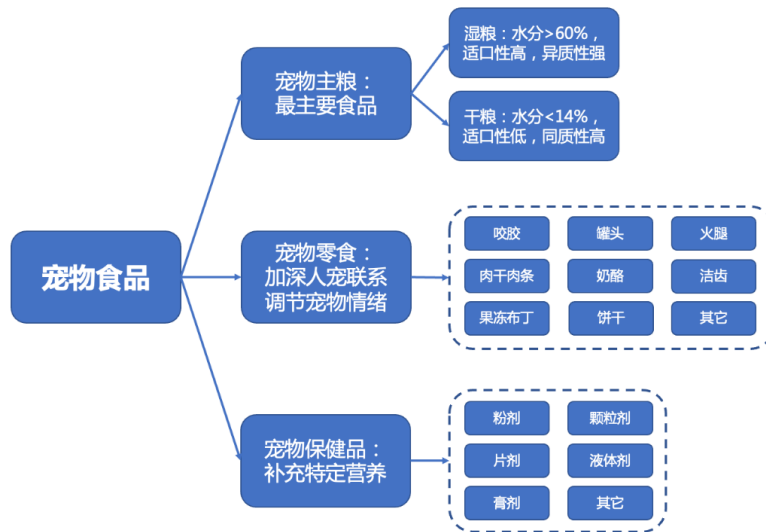 宠物食品
宠物主粮：
最主要食品
湿粮：水分>60%，
适口性高，异质性强
干粮：水分<14%，
适口性低，同质性高
宠物零食：
加深人宠联系
调节宠物情绪
咬胶
罐头
火腿
肉干肉条
奶酪
洁齿
果冻布丁
饼干
其它
宠物保健品：
补充特定营养
粉剂
颗粒剂
片剂
液体剂
膏剂
其它